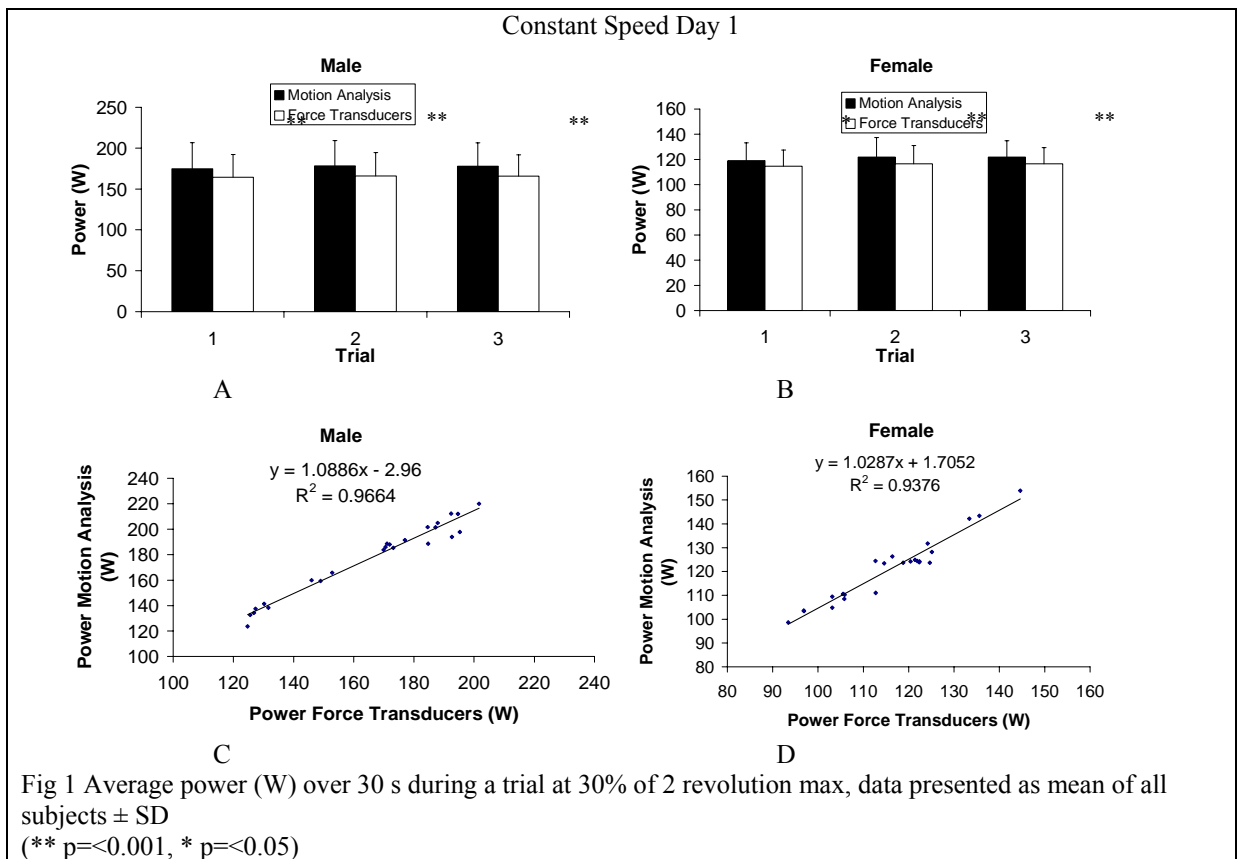 Constant Speed Day 1
Male
Motion Analysis
Force Transducers
** ** **
250
200
150
100
50
0
Power (W)
1 2 3
Trial
A
Female
Motion Analysis
Force Transducers
* ** **
160
140
120
100
80
60
40
20
0
Power (W)
1 2 3
Trial
B
Male
y = 1.0886x - 2.96
R² = 0.9664
240
220
200
180
160
140
120
100
Power Motion Analysis
(W)
100 120 140 160 180 200 220 240
Power Force Transducers (W)
C
Female
y = 1.0287x + 1.7052
R² = 0.9376
160
150
140
130
120
110
100
90
80
Power Motion Analysis
(W)
80 90 100 110 120 130 140 150 160
Power Force Transducers (W)
D
Fig 1 Average power (W) over 30 s during a trial at 30% of 2 revolution max, data presented as mean of all
subjects ± SD
(** p=<0.001, * p=<0.05)